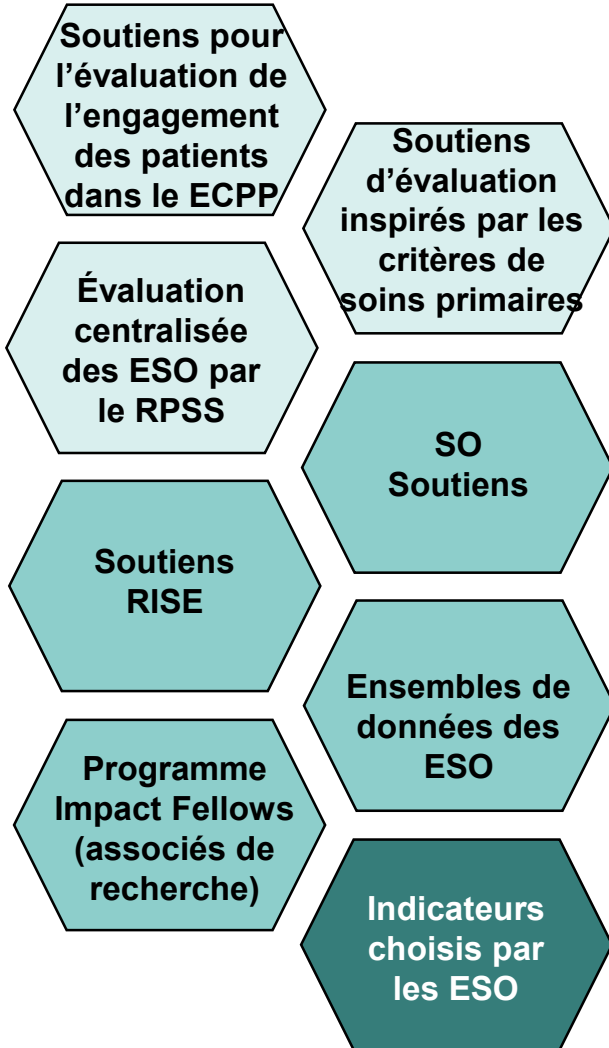 Soutiens pour
l’évaluation de
l’engagement
des patients
dans le ECPP
Soutiens
d’évaluation
inspirés par les
critères de
soins primaires
Évaluation
centralisée
des ESO par
le RPSS
SO
Soutiens
Soutiens
RISE
Ensembles de
données des
ESO
Programme
Impact Fellows
(associés de
recherche)
Indicateurs
choisis par
les ESO